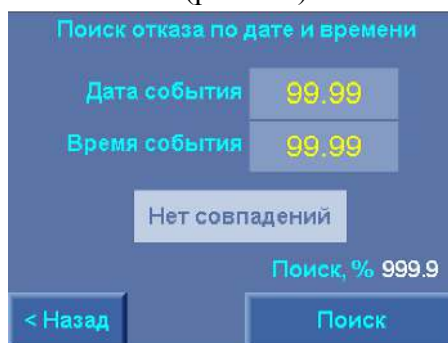 Поиск отказа по дате и времени
Дата события 99.99
Время события 99.99
Нет совпадений
Поиск, % 999.9
< Назад Поиск